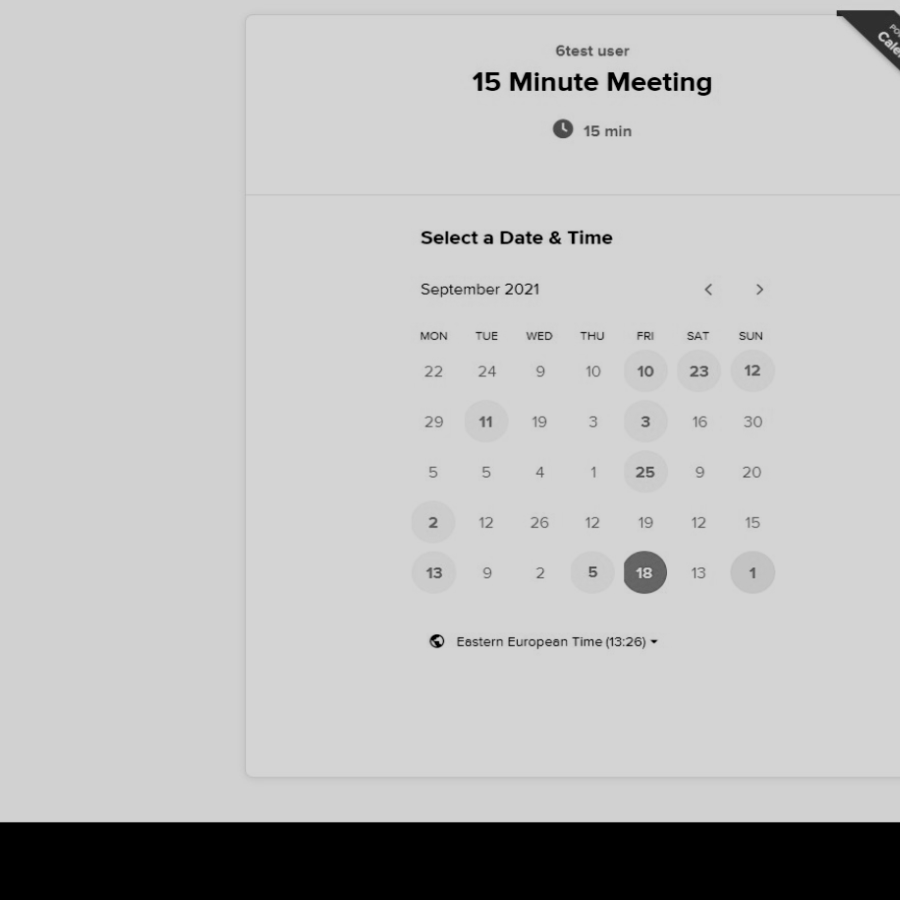 6test user
15 Minute Meeting
15 min
Select a Date & Time
September 2021
MON TUE WED THU FRI SAT SUN
22 24 9 10 10 23 12
29 11 19 3 3 16 30
5 5 4 1 25 9 20
2 12 26 12 19 12 15
13 9 2 5 18 13 1
Eastern European Time (13:26)